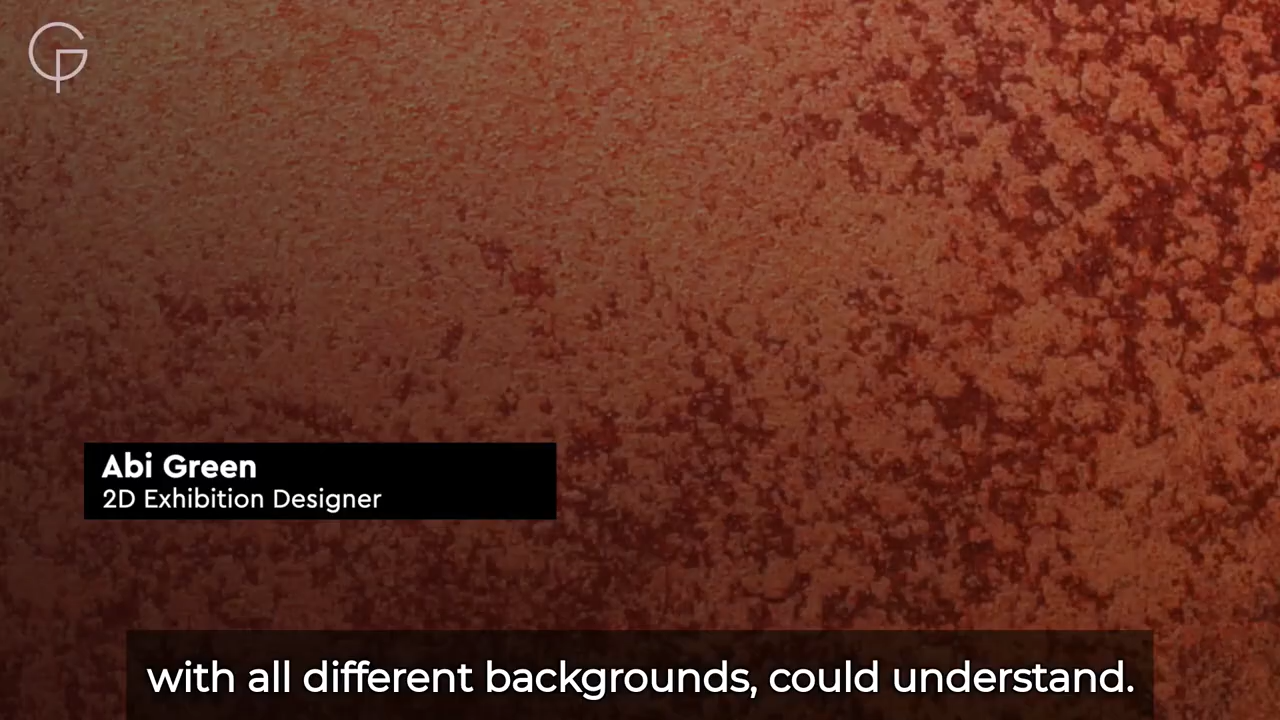 Abi Green
2D Exhibition Designer
with all different backgrounds, could understand.